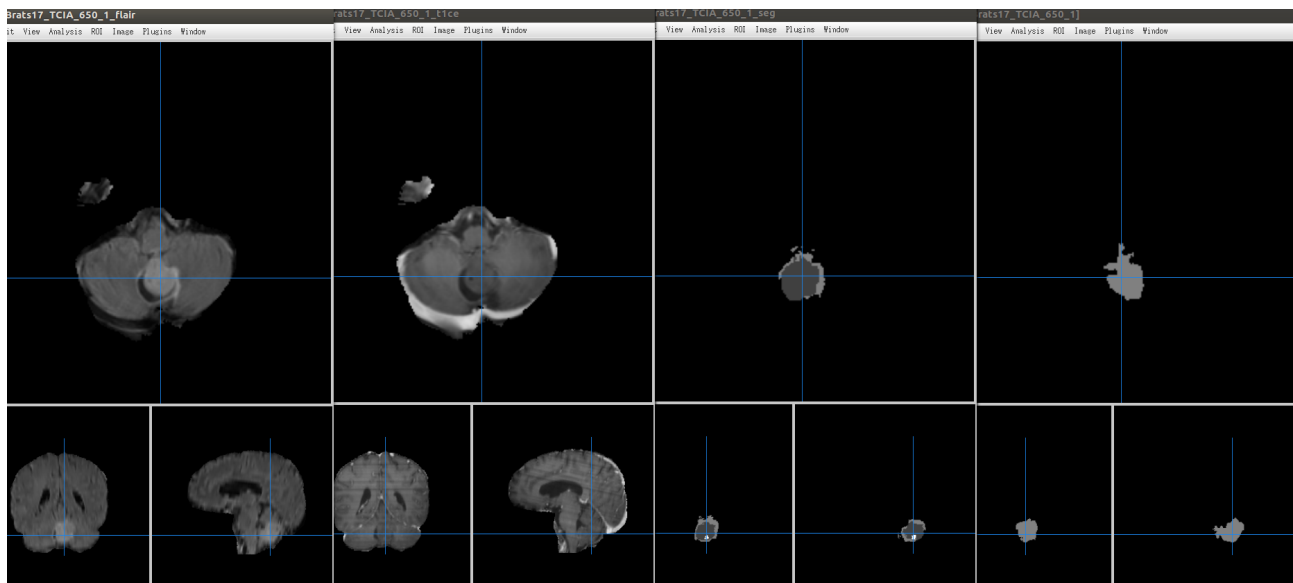 Brats17_TCIA_650_1_flair
rats17_TCIA_650_1_t1ce
rats17_TCIA_650_1_seg
rats17_TCIA_650_1]
it View Analysis ROI Image Plugins Window
: View Analysis ROI Image Plugins Window
: View Analysis ROI Image Plugins Window
View Analysis ROI Image Plugins Window